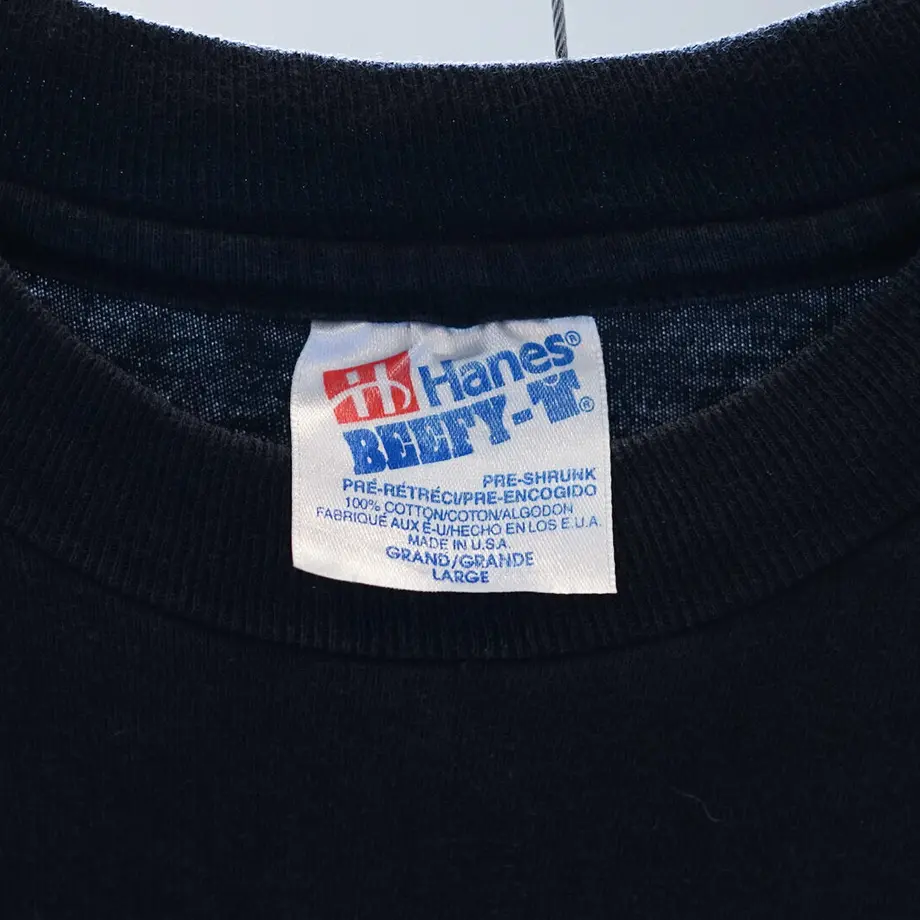 Hanes®
BEEFY-T®
PRE-SHRUNK
PRÉ-RÉTRÉCI/PRE-ENCOGIDO
100% COTTON/COTON/ALGODON
FABRIQUÉ AUX É-U/HECHO EN LOS E.U.A.
MADE IN U.S.A.
GRAND/GRANDE
LARGE